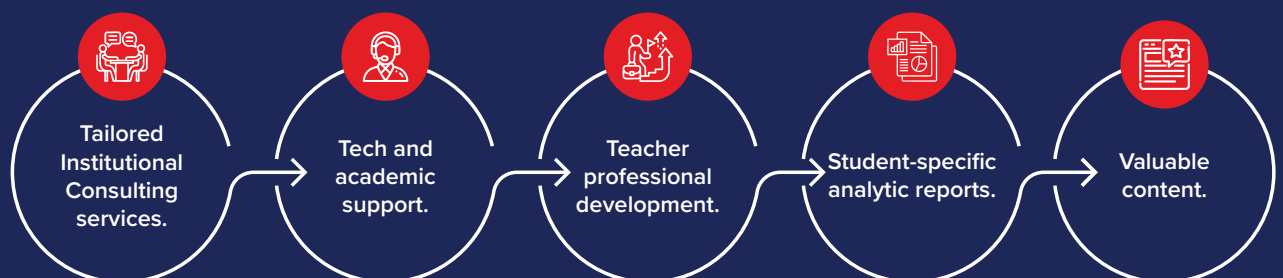 Tailored
Institutional
Consulting
services.
Tech and
academic
support.
Teacher
professional
development.
Student-specific
analytic reports.
Valuable
content.